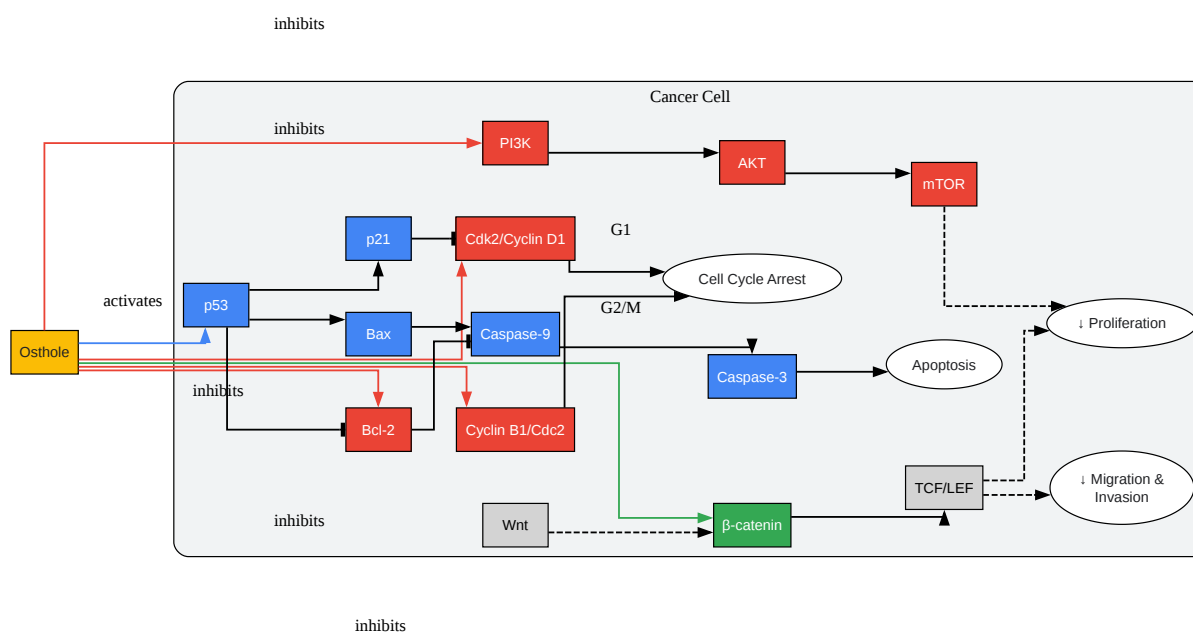 inhibits
Cancer Cell
inhibits
PI3K
AKT
mTOR
p21
Cdk2/Cyclin D1
G1
Cell Cycle Arrest
activates
p53
G2/M
Bax
Caspase-9
↓ Proliferation
Osthole
Caspase-3
Apoptosis
inhibits
Bcl-2
Cyclin B1/Cdc2
TCF/LEF
↓ Migration &
Invasion
inhibits
Wnt
β-catenin
inhibits